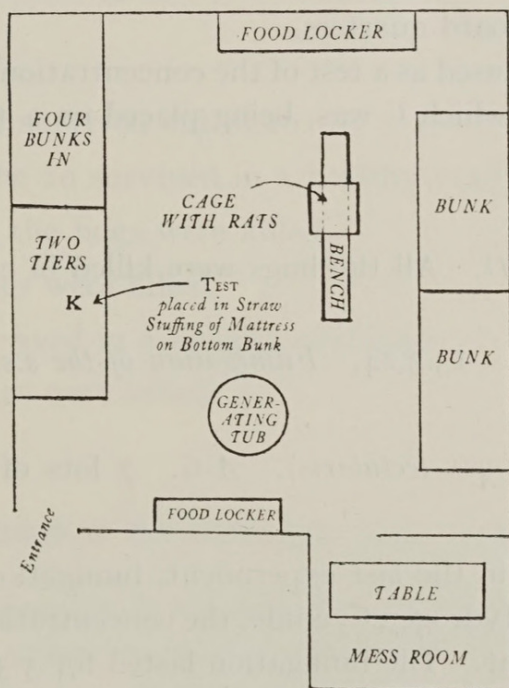 FOOD LOCKER
FOUR
BUNKS
IN
TWO
TIERS
K
CAGE
WITH RATS
BENCH
BUNK
BUNK
TEST
placed in Straw
Stuffing of Mattress
on Bottom Bunk
GENER-
ATING
TUB
FOOD LOCKER
Entrance
TABLE
MESS ROOM